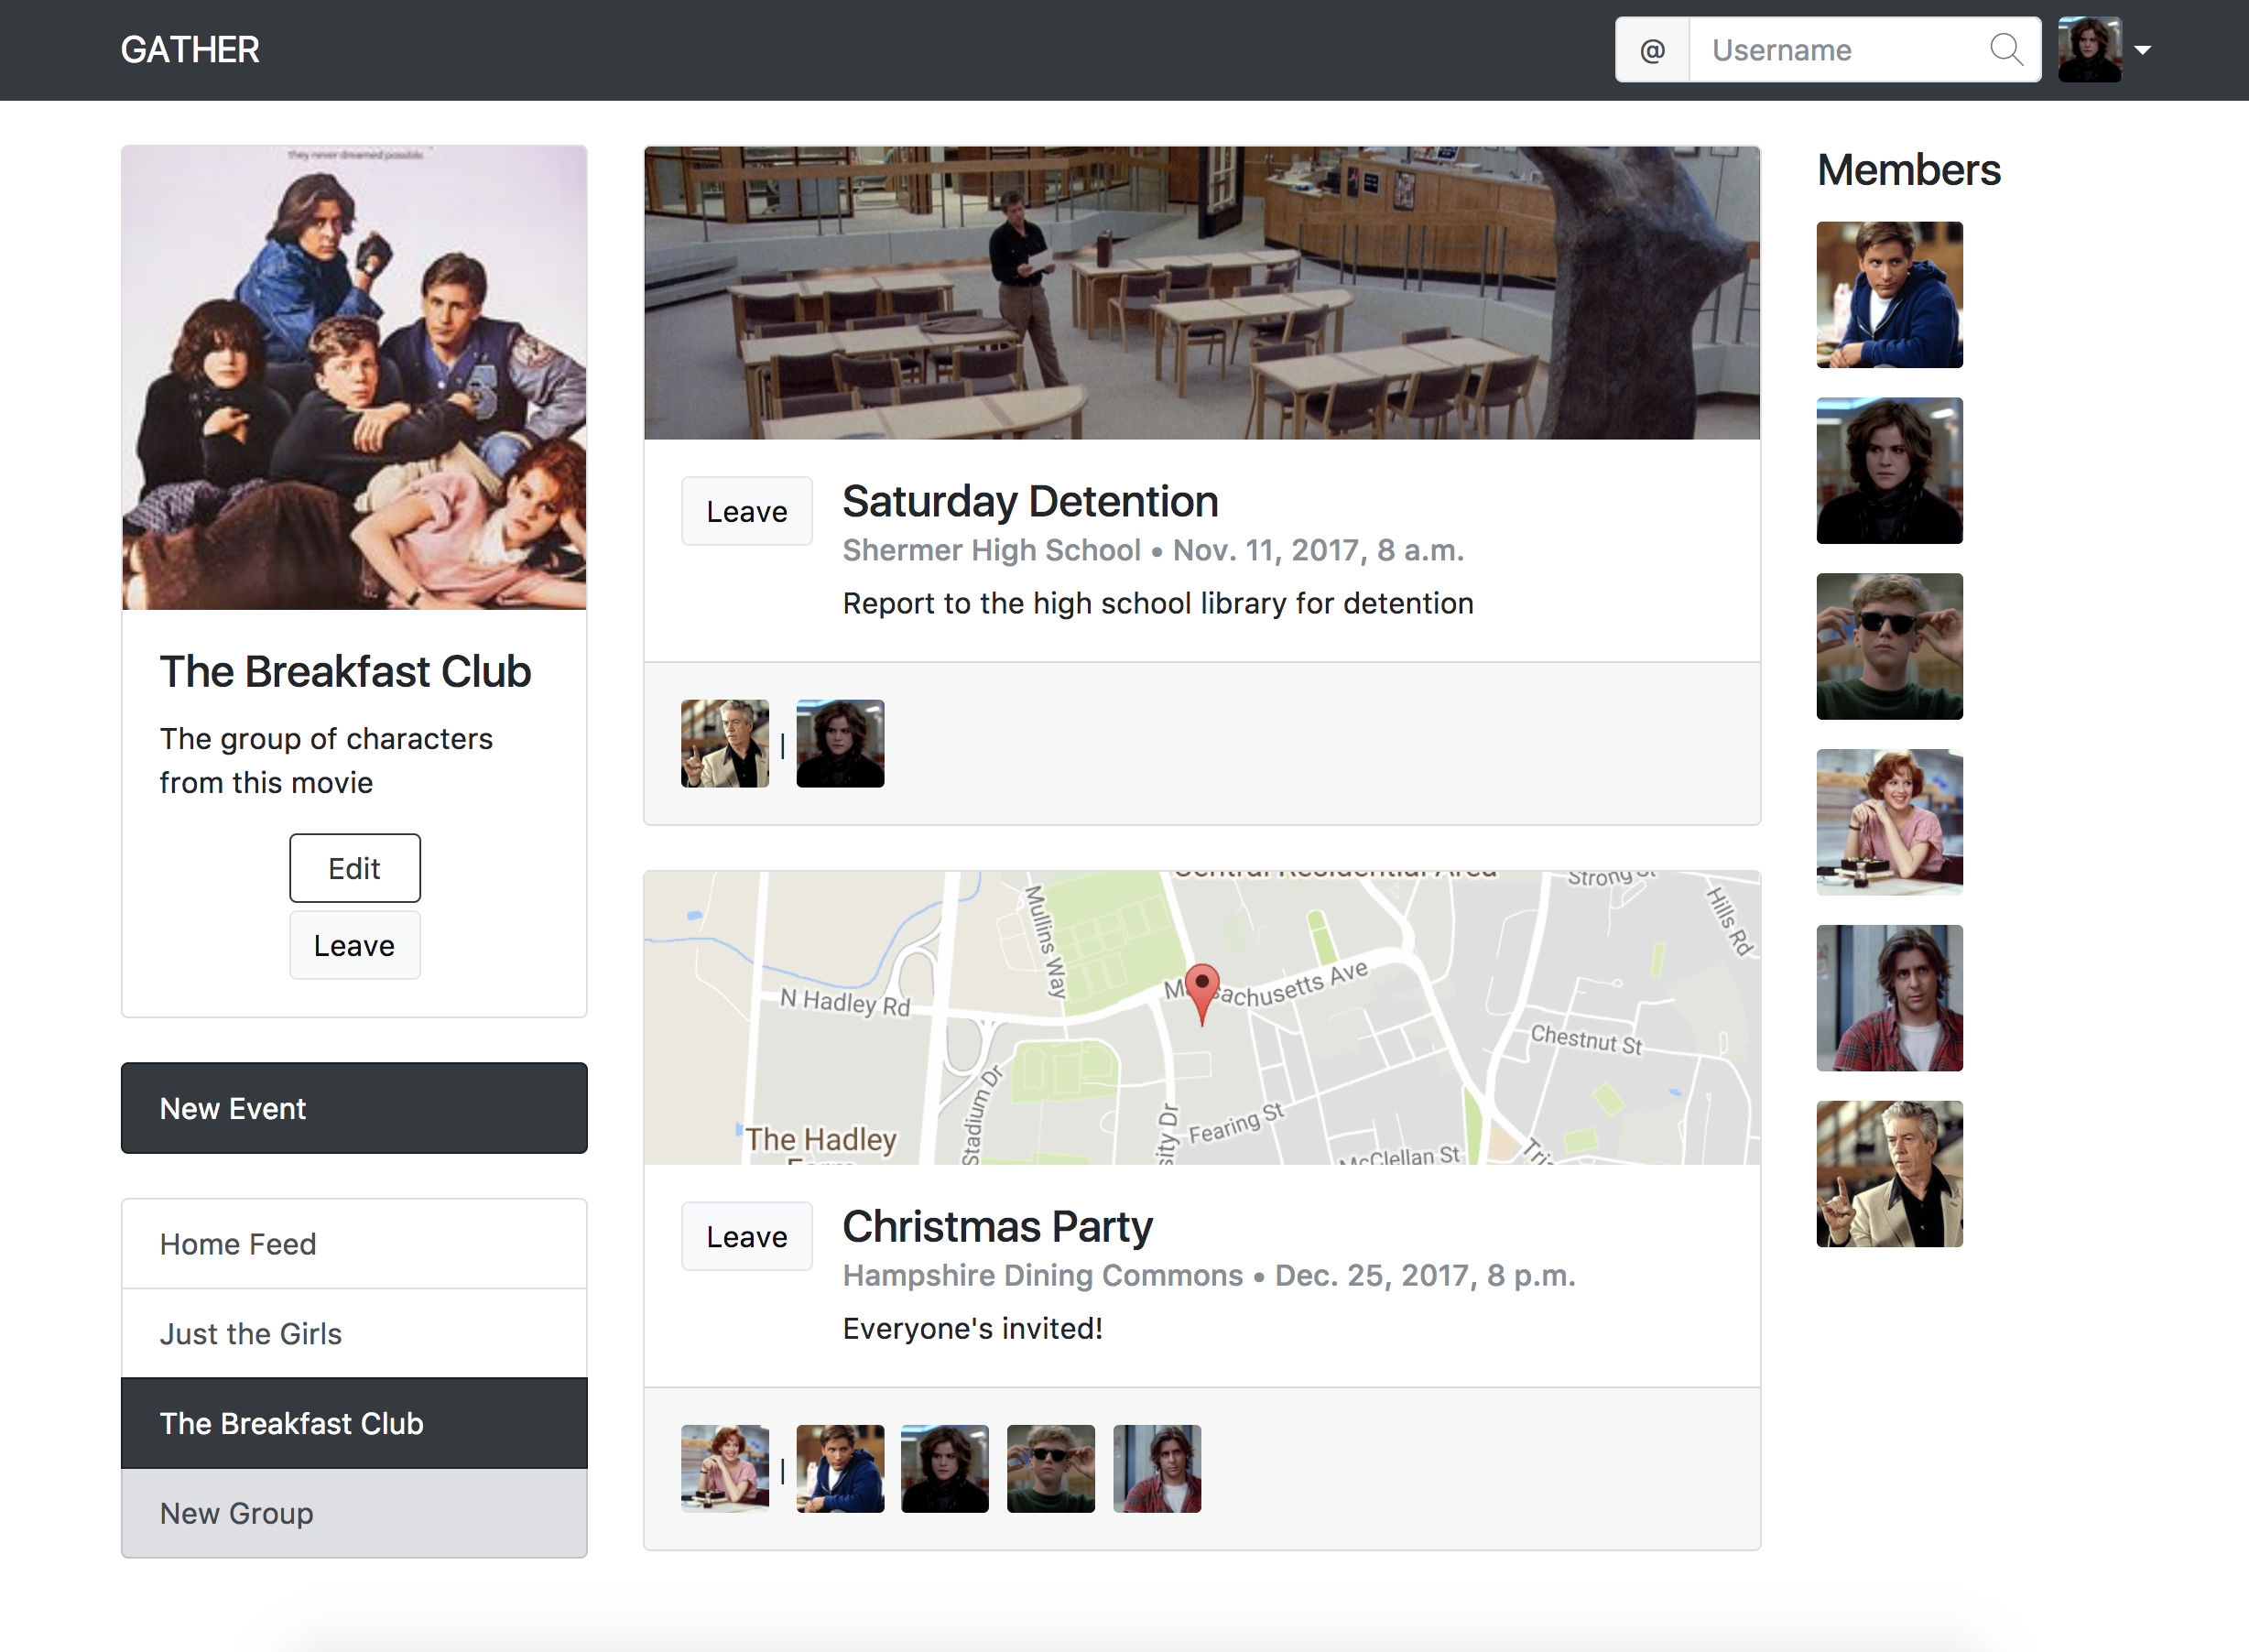 GATHER
@ Username
they never dreamed possible.
The Breakfast Club
The group of characters
from this movie
Edit
Leave
New Event
Home Feed
Just the Girls
The Breakfast Club
New Group
Leave
Saturday Detention
Shermer High School • Nov. 11, 2017, 8 a.m.
Report to the high school library for detention
Central Residential Area
Strong St
Hills Rd
Mullins Way
N Hadley Rd
Massachusetts Ave
Chestnut St
Stadium Dr
sity Dr
Fearing St
McClellan St
The Hadley
Farm
Leave
Christmas Party
Hampshire Dining Commons • Dec. 25, 2017, 8 p.m.
Everyone's invited!
Members